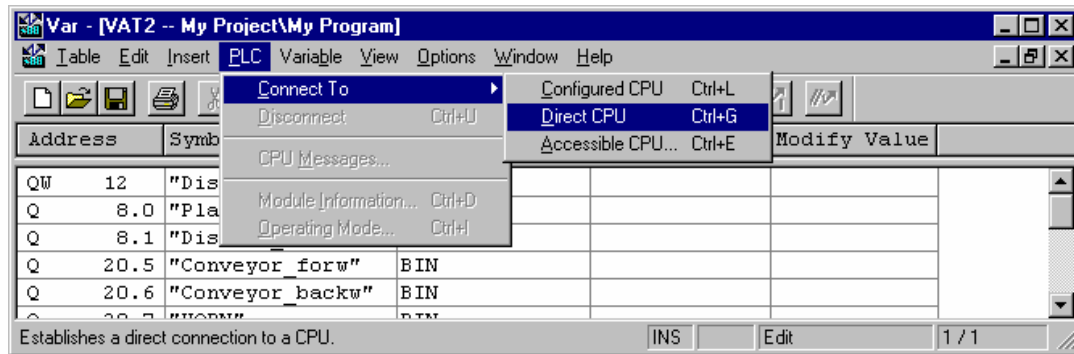 Var - [VAT2 -- My Project\My Program]
Table Edit Insert PLC Variable View Options Window Help
Connect To
Disconnect Ctrl+U
CPU Messages...
Module Information... Ctrl+D
Operating Mode... Ctrl+I
Configured CPU Ctrl+L
Direct CPU Ctrl+G
Accessible CPU... Ctrl+E
Address Symb Modify Value
QW 12 "Dis
Q 8.0 "Pla
Q 8.1 "Dis
Q 20.5 "Conveyor_forw" BIN
Q 20.6 "Conveyor_backw" BIN
Establishes a direct connection to a CPU. INS Edit 1 / 1